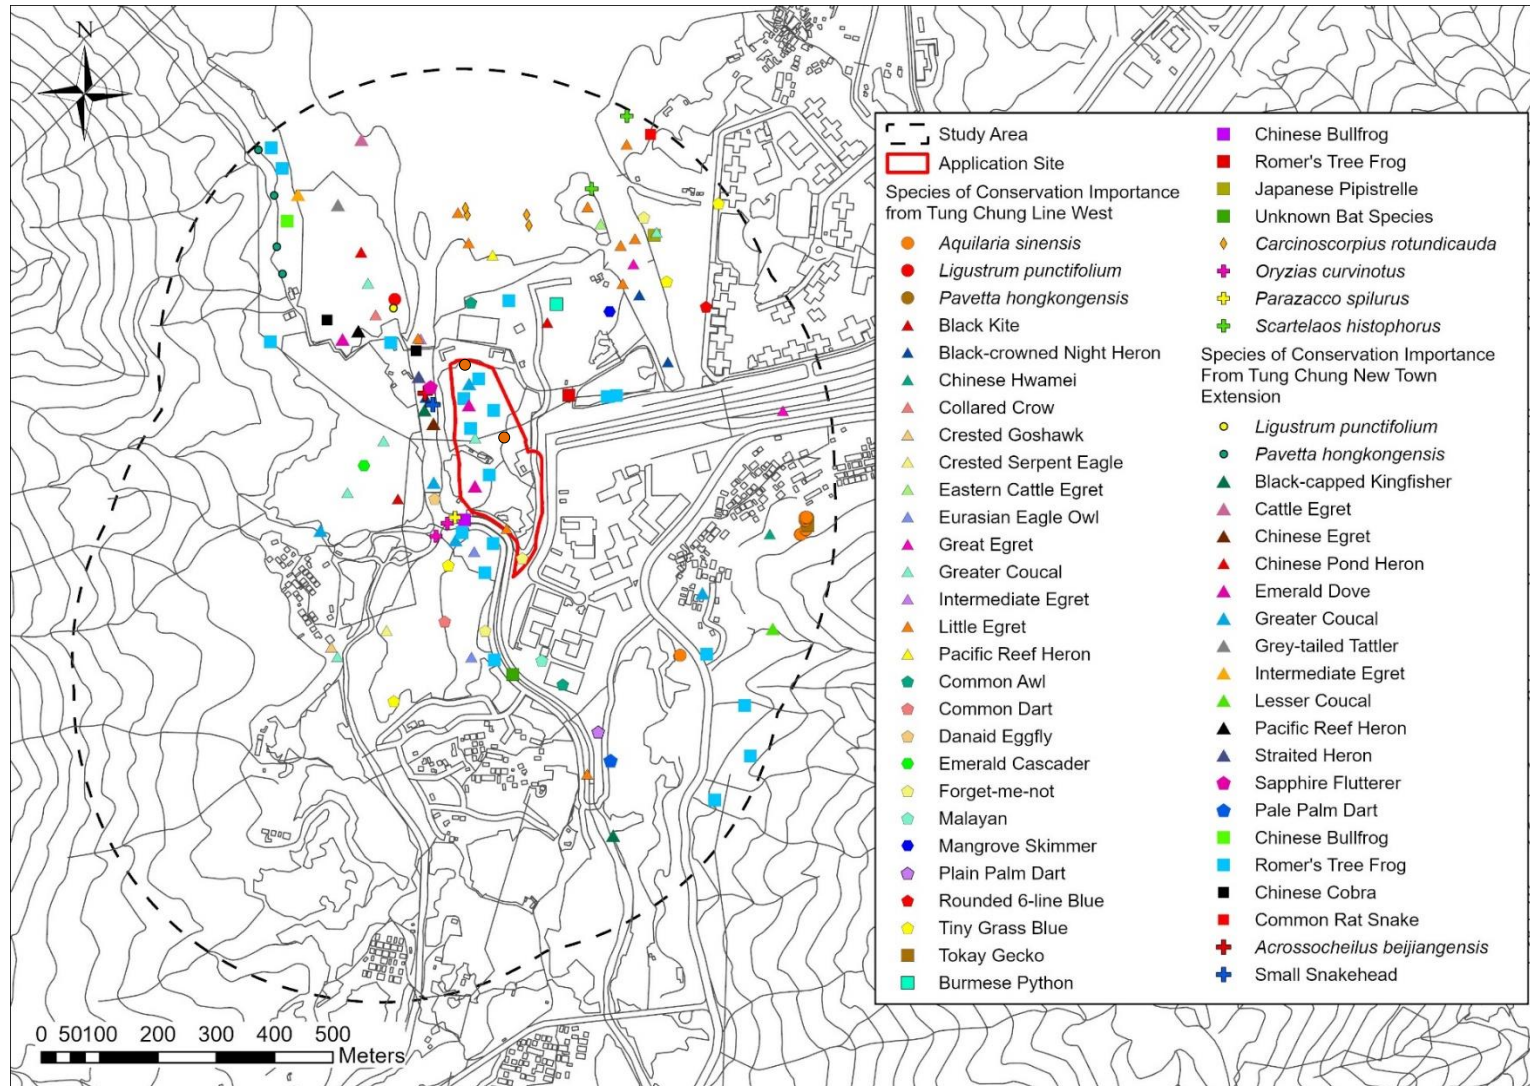 N
Study Area
Application Site
Species of Conservation Importance
from Tung Chung Line West
Aquilaria sinensis
Ligustrum punctifolium
Pavetta hongkongensis
Black Kite
Black-crowned Night Heron
Chinese Hwamei
Collared Crow
Crested Goshawk
Crested Serpent Eagle
Eastern Cattle Egret
Eurasian Eagle Owl
Great Egret
Greater Coucal
Intermediate Egret
Little Egret
Pacific Reef Heron
Common Awl
Common Dart
Danaid Eggfly
Emerald Cascader
Forget-me-not
Malayan
Mangrove Skimmer
Plain Palm Dart
Rounded 6-line Blue
Tiny Grass Blue
Tokay Gecko
Burmese Python
Chinese Bullfrog
Romer's Tree Frog
Japanese Pipistrelle
Unknown Bat Species
Carcinoscorpius rotundicauda
Oryzias curvinotus
Parazacco spilurus
Scartelaos histophorus
Species of Conservation Importance
From Tung Chung New Town
Extension
Ligustrum punctifolium
Pavetta hongkongensis
Black-capped Kingfisher
Cattle Egret
Chinese Egret
Chinese Pond Heron
Emerald Dove
Greater Coucal
Grey-tailed Tattler
Intermediate Egret
Lesser Coucal
Pacific Reef Heron
Straited Heron
Sapphire Flutterer
Pale Palm Dart
Chinese Bullfrog
Romer's Tree Frog
Chinese Cobra
Common Rat Snake
Acrossocheilus beijiangensis
Small Snakehead
0 50100 200 300 400 500
Meters